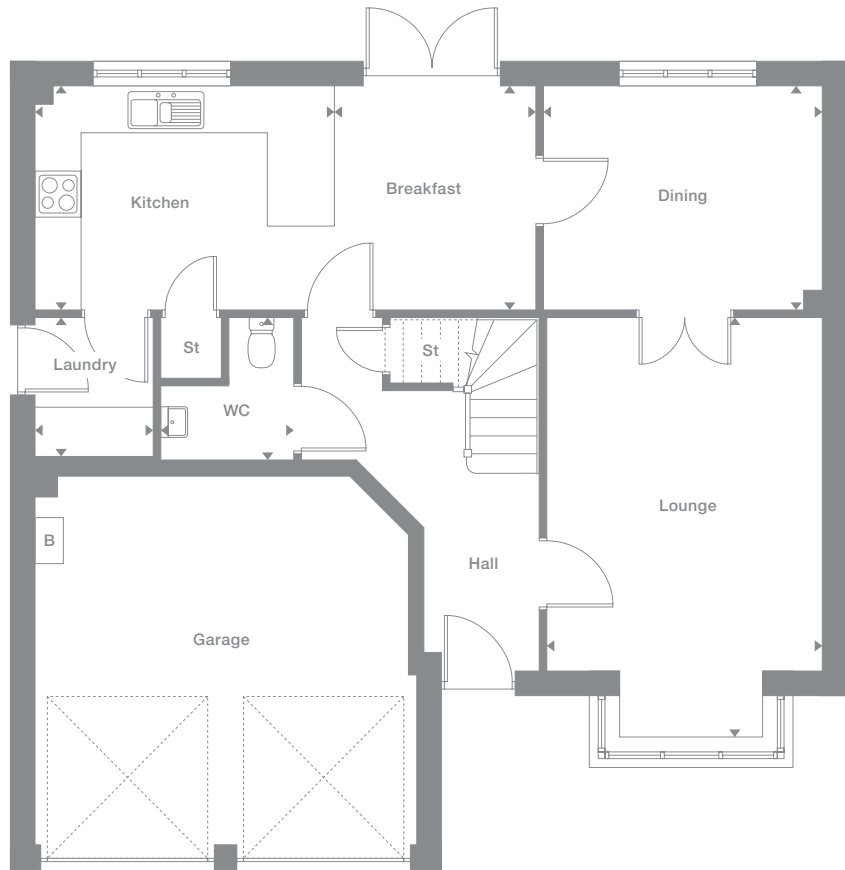 Kitchen
Breakfast
Dining
Laundry
St
St
WC
Lounge
B
Hall
Garage